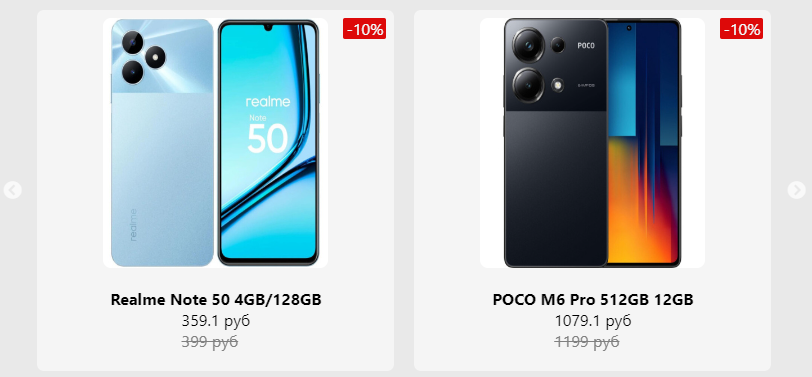 -10%
realme
Note
50
realme
Realme Note 50 4GB/128GB
359.1 руб
399 руб
-10%
POCO
POCO M6 Pro 512GB 12GB
1079.1 руб
1199 руб